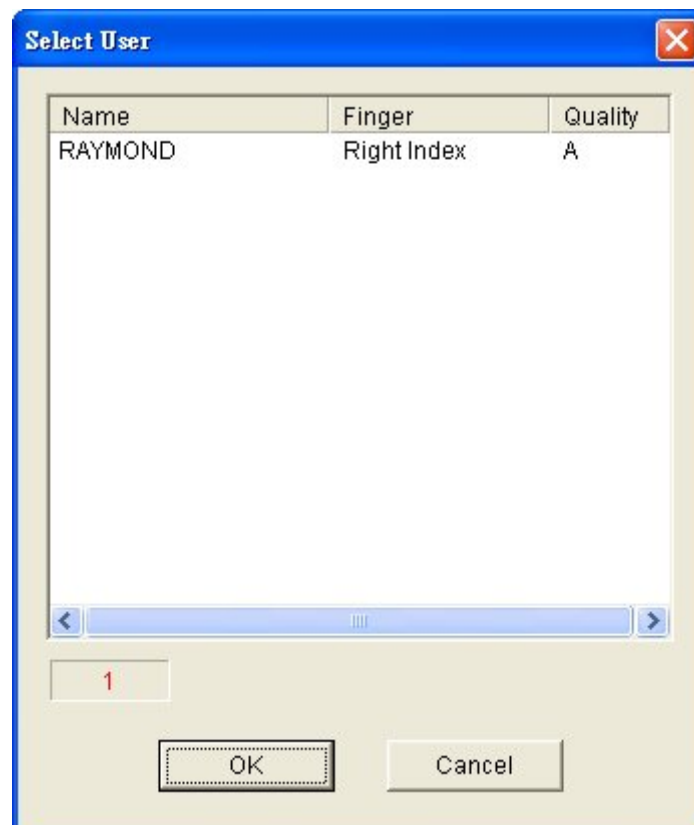 Select User
Name Finger Quality
RAYMOND Right Index A
1
OK Cancel